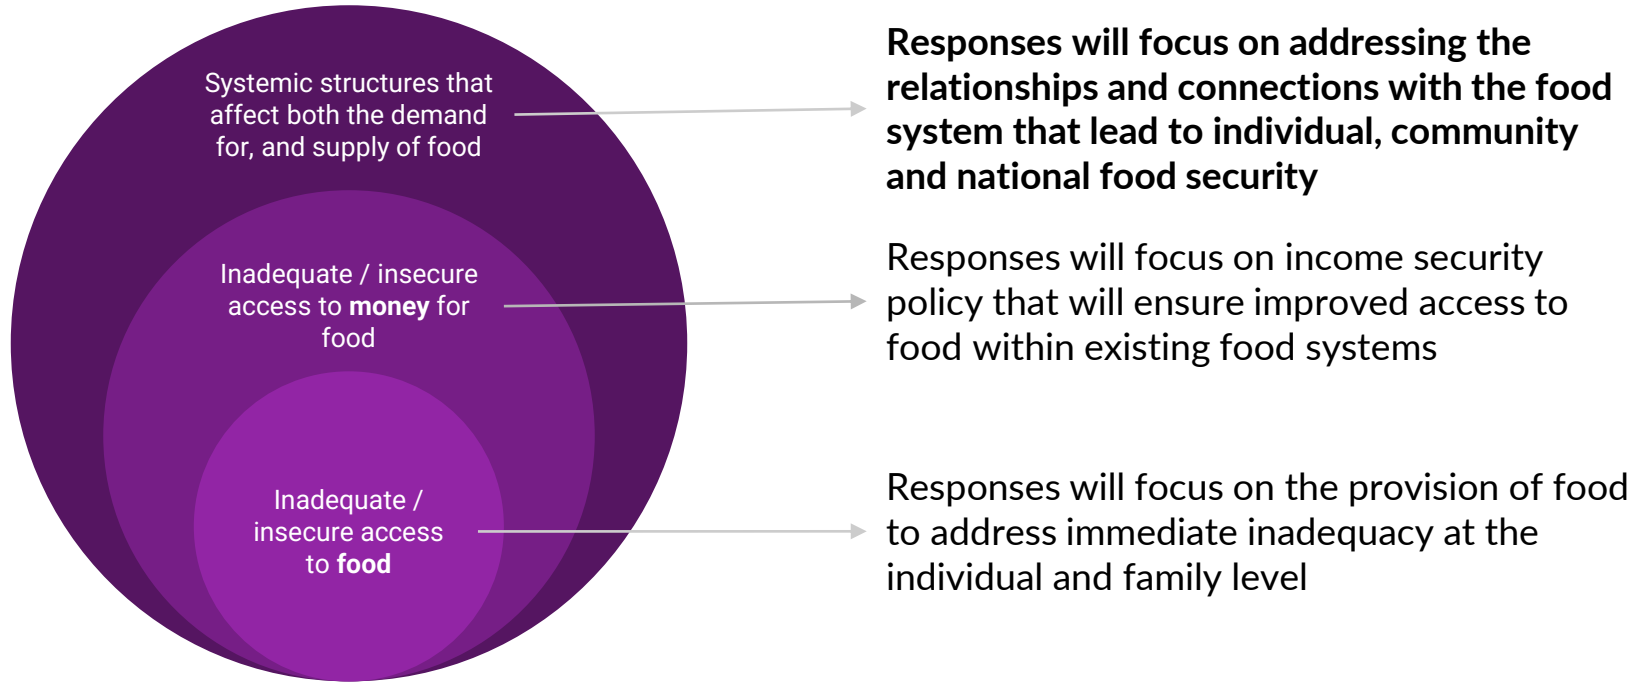 Systemic structures that
affect both the demand
for, and supply of food
Responses will focus on addressing the
relationships and connections with the food
system that lead to individual, community
and national food security
Inadequate / insecure
access to money for
food
Responses will focus on income security
policy that will ensure improved access to
food within existing food systems
Inadequate /
insecure access
to food
Responses will focus on the provision of food
to address immediate inadequacy at the
individual and family level